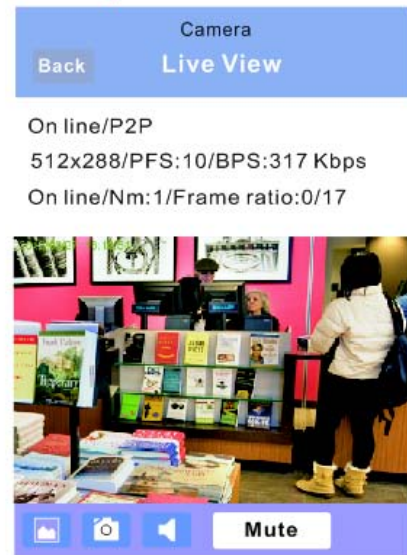 Camera
Back
Live View
On line/P2P
512x288/PFS:10/BPS:317 Kbps
On line/Nm:1/Frame ratio:0/17
Mute